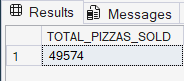 Results Messages
TOTAL_PIZZAS_SOLD
1 49574